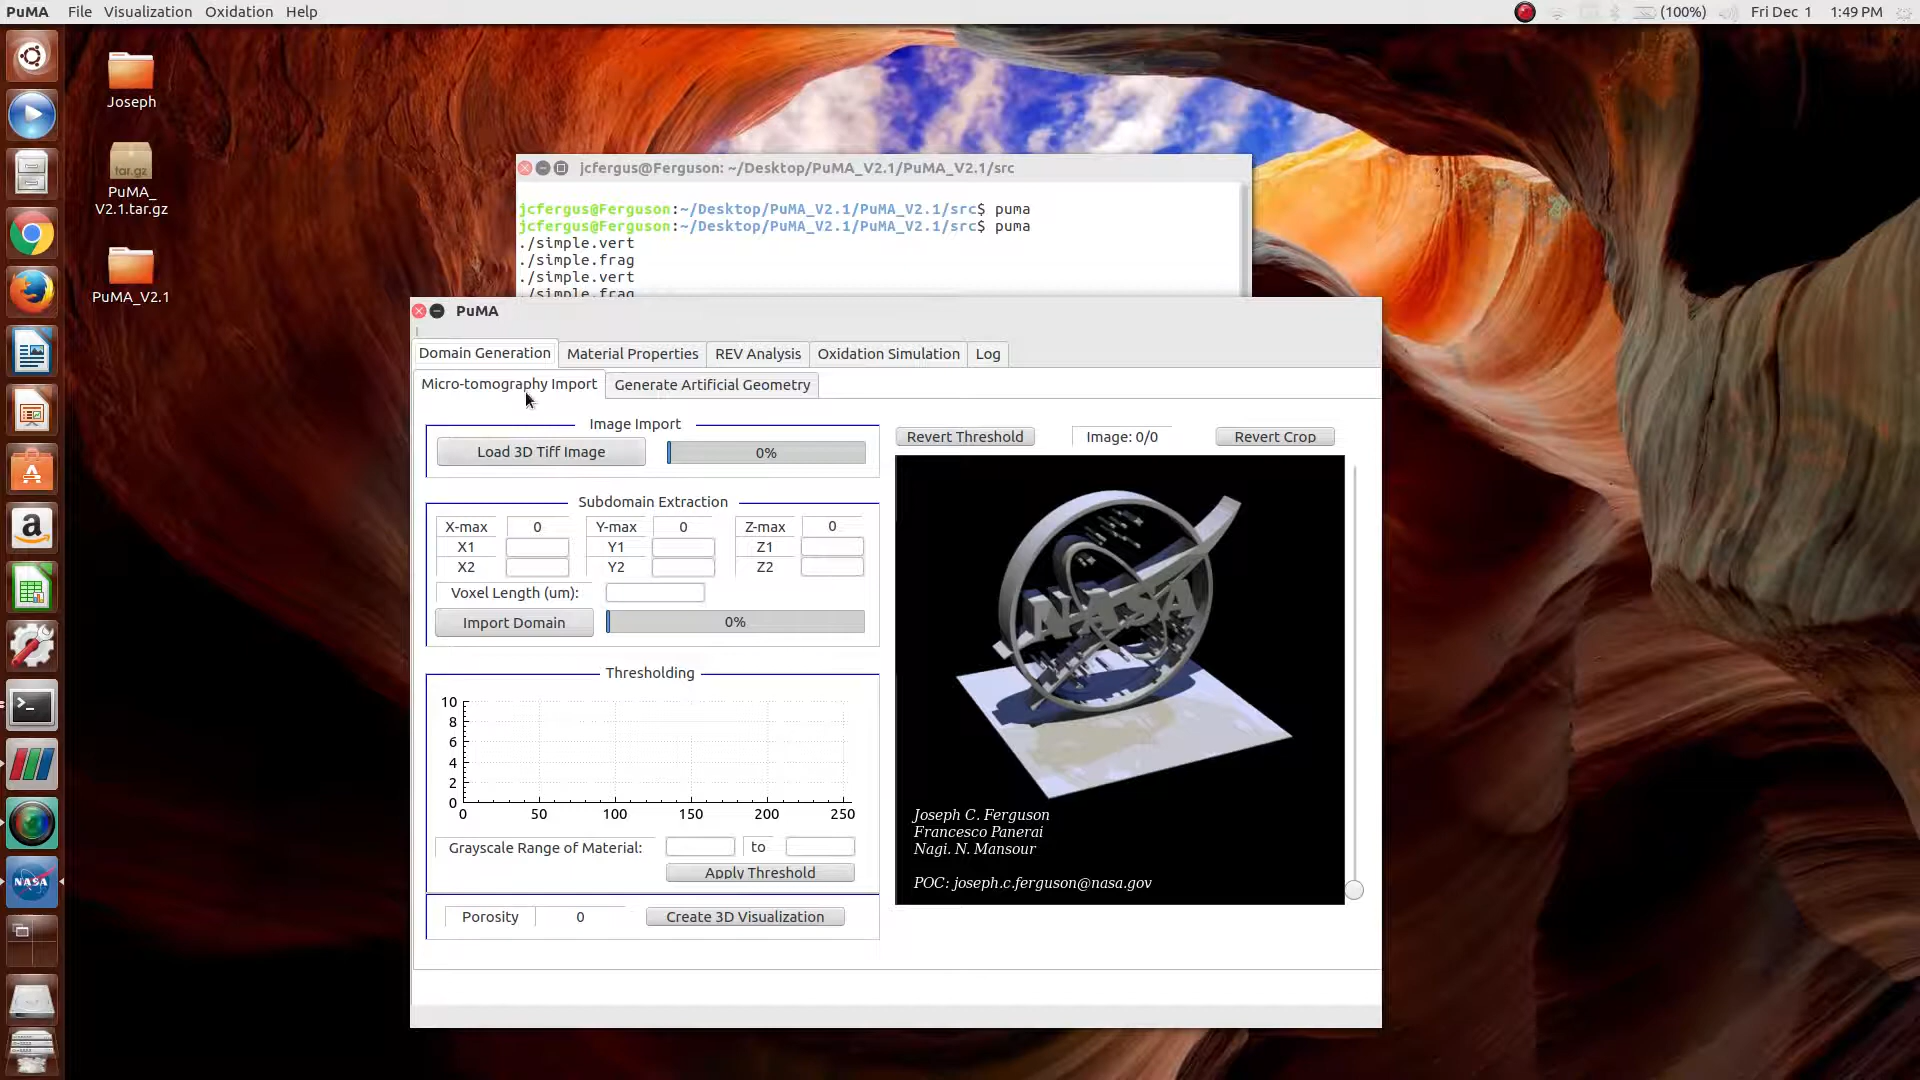 PuMA File Visualization Oxidation Help
(100%) Fri Dec 1 1:49 PM
Joseph
tar.gz
PuMA_
V2.1.tar.gz
PuMA_V2.1
jcfergus@Ferguson: ~/Desktop/PuMA_V2.1/PuMA_V2.1/src
jcfergus@Ferguson:~/Desktop/PuMA_V2.1/PuMA_V2.1/src$ puma
jcfergus@Ferguson:~/Desktop/PuMA_V2.1/PuMA_V2.1/src$ puma
./simple.vert
./simple.frag
./simple.vert
./simple.frag
PuMA
Domain Generation Material Properties REV Analysis Oxidation Simulation Log
Micro-tomography Import Generate Artificial Geometry
Image Import
Load 3D Tiff Image 0%
Subdomain Extraction
X-max 0 Y-max 0 Z-max 0
X1 Y1 Z1
X2 Y2 Z2
Voxel Length (um):
Import Domain 0%
Thresholding
10
8
6
4
2
0
0 50 100 150 200 250
Grayscale Range of Material: to
Apply Threshold
Porosity 0 Create 3D Visualization
Revert Threshold Image: 0/0 Revert Crop
NASA
Joseph C. Ferguson
Francesco Panerai
Nagi. N. Mansour
POC: joseph.c.ferguson@nasa.gov
A
a
>_
NASA